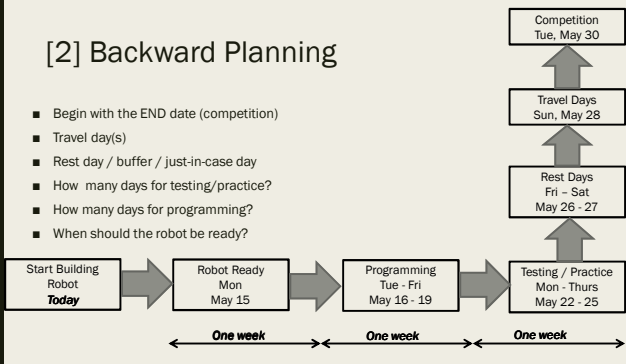 [2] Backward Planning
■ Begin with the END date (competition)
■ Travel day(s)
■ Rest day / buffer / just-in-case day
■ How many days for testing/practice?
■ How many days for programming?
■ When should the robot be ready?
Start Building
Robot
Today
Robot Ready
Mon
May 15
Programming
Tue - Fri
May 16 - 19
Testing / Practice
Mon - Thurs
May 22 - 25
Rest Days
Fri – Sat
May 26 - 27
Travel Days
Sun, May 28
Competition
Tue, May 30
One week
One week
One week